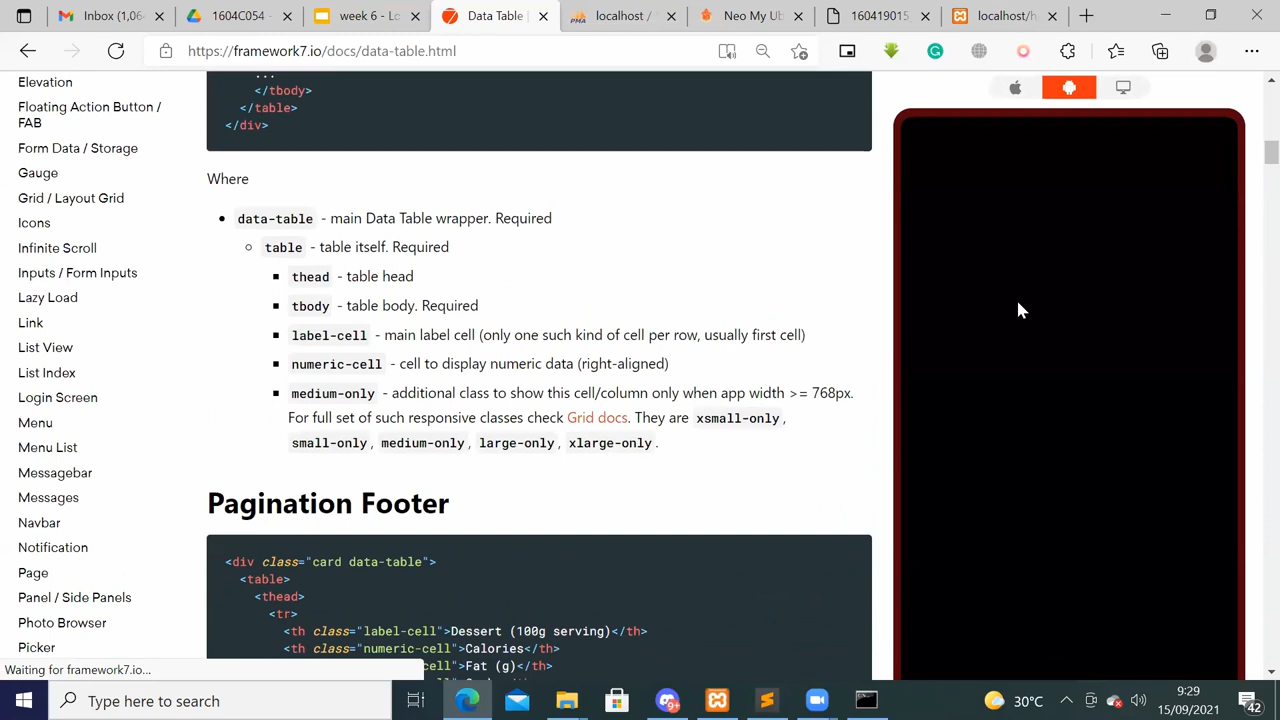 Inbox (1,06
1604C054 -
week 6 - Lo
Data Table |
localhost /
Neo My Ub
160419015_
localhost/h
https://framework7.io/docs/data-table.html
Elevation
Floating Action Button /
FAB
Form Data / Storage
Gauge
Grid / Layout Grid
Icons
Infinite Scroll
Inputs / Form Inputs
Lazy Load
Link
List View
List Index
Login Screen
Menu
Menu List
Messagebar
Messages
Navbar
Notification
Page
Panel / Side Panels
Photo Browser
Picker
...
</tbody>
</table>
</div>
Where
data-table - main Data Table wrapper. Required
table - table itself. Required
thead - table head
tbody - table body. Required
label-cell - main label cell (only one such kind of cell per row, usually first cell)
numeric-cell - cell to display numeric data (right-aligned)
medium-only - additional class to show this cell/column only when app width >= 768px.
For full set of such responsive classes check Grid docs. They are xsmall-only,
small-only, medium-only, large-only, xlarge-only.
Pagination Footer
<div class="card data-table">
<table>
<thead>
<tr>
<th class="label-cell">Dessert (100g serving)</th>
<th class="numeric-cell">Calories</th>
cell">Fat (g)</th>
Waiting for framework7.io...
Type here to search
30°C
9:29
15/09/2021
42